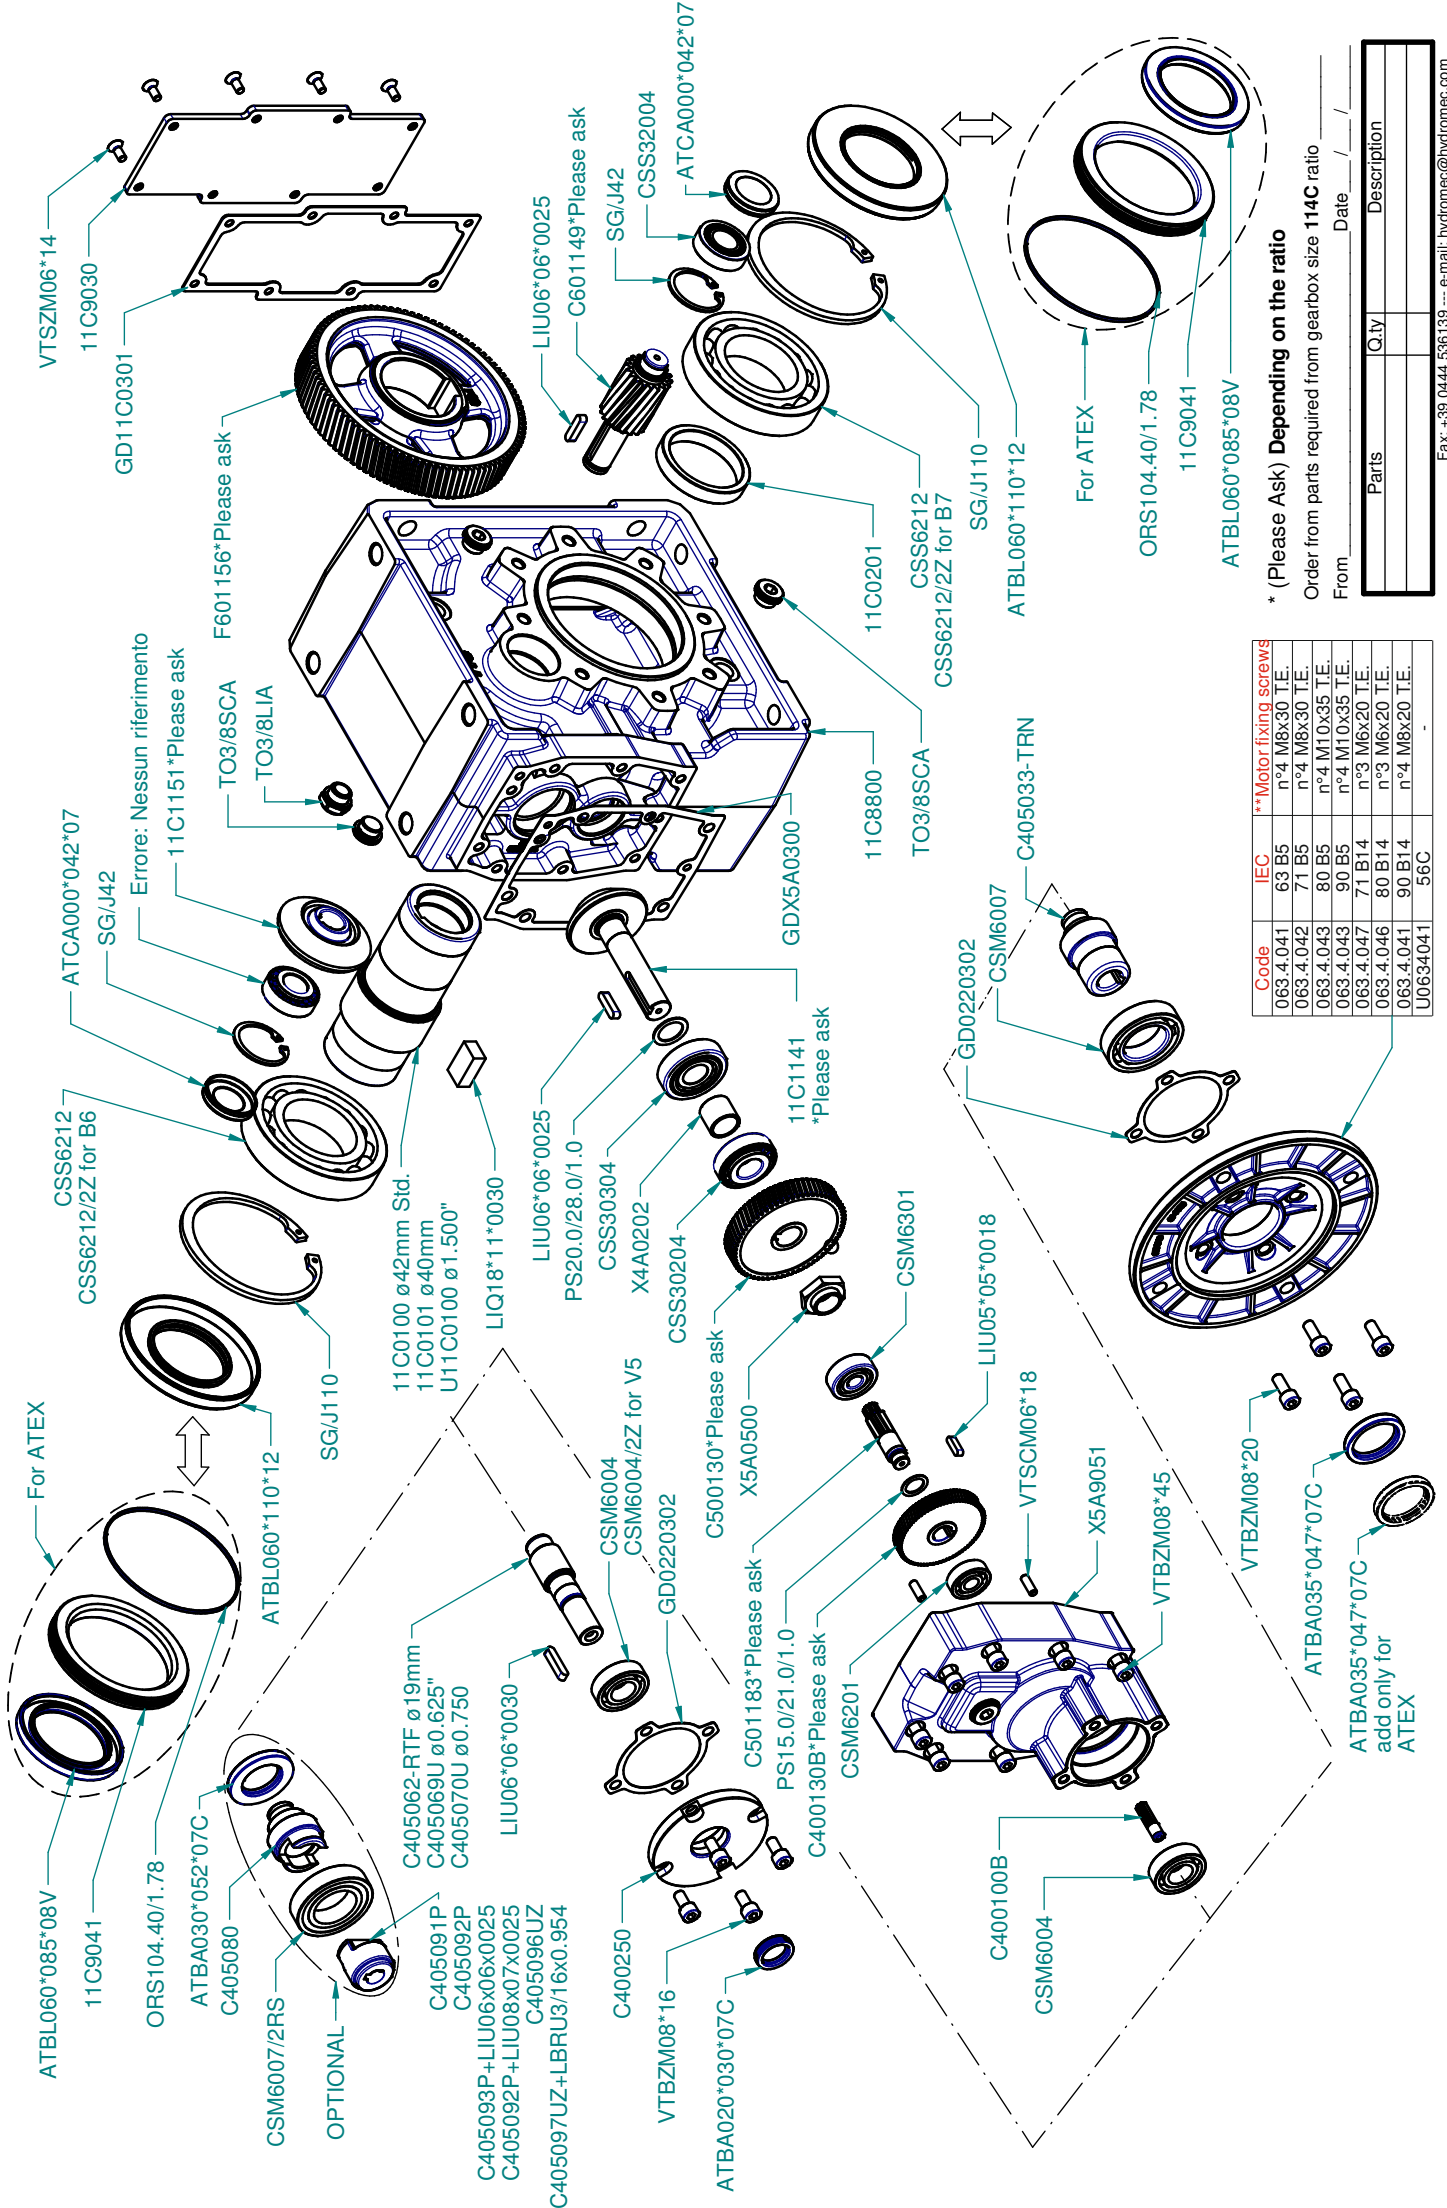 ATBL060*085*08V
11C9041
ORS104.40/1.78
For ATEX
ATBL060*110*12
SG/J110
CSS6212
CSS6212/2Z for B6
ATCA000*042*07
SG/J42
Errore: Nessun riferimento
11C1151*Please ask
TO3/8SCA
TO3/8LIA
F601156*Please ask
GD11C0301
11C9030
VTSZM06*14
ATBA030*052*07C
C405080
CSM6007/2RS
OPTIONAL
11C0100 ø42mm Std.
11C0101 ø40mm
U11C0100 ø1.500"
LIQ18*11*0030
LIU06*06*0025
C601149*Please ask
SG/J42
CSS32004
ATCA000*042*07
C405091P
C405092P
C405093P+LIU06x06x0025
C405092P+LIU08x07x0025
C405096UZ
C405097UZ+LBRU3/16x0.954
C405062-RTF ø19mm
C405069U ø0.625"
C405070U ø0.750
LIU06*06*0030
CSM6004
CSM6004/2Z for V5
GD0220302
C400250
VTBZM08*16
ATBA020*030*07C
LIU06*06*0025
PS20.0/28.0/1.0
CSS30304
X4A0202
CSS30204
C500130*Please ask
X5A0500
11C1141
*Please ask
GDX5A0300
11C8800
TO3/8SCA
11C0201
CSS6212
CSS6212/2Z for B7
SG/J110
ATBL060*110*12
For ATEX
ORS104.40/1.78
11C9041
ATBL060*085*08V
C501183*Please ask
PS15.0/21.0/1.0
C400130B*Please ask
CSM6201
CSM6301
LIU05*05*0018
VTSCM06*18
X5A9051
VTBZM08*45
C400100B
CSM6004
C405033-TRN
CSM6007
GD0220302
VTBZM08*20
ATBA035*047*07C
ATBA035*047*07C
add only for
ATEX
Code IEC **Motor fixing screws
063.4.041 63 B5 n°4 M8x30 T.E.
063.4.042 71 B5 n°4 M8x30 T.E.
063.4.043 80 B5 n°4 M10x35 T.E.
063.4.043 90 B5 n°4 M10x35 T.E.
063.4.047 71 B14 n°3 M6x20 T.E.
063.4.046 80 B14 n°3 M6x20 T.E.
063.4.041 90 B14 n°4 M8x20 T.E.
U0634041 56C -
* (Please Ask) Depending on the ratio
Order from parts required from gearbox size 114C ratio
From Date / /
Parts Q.ty Description
Fax: +39 0444 536139 --- e-mail: hydromec@hydromec.com